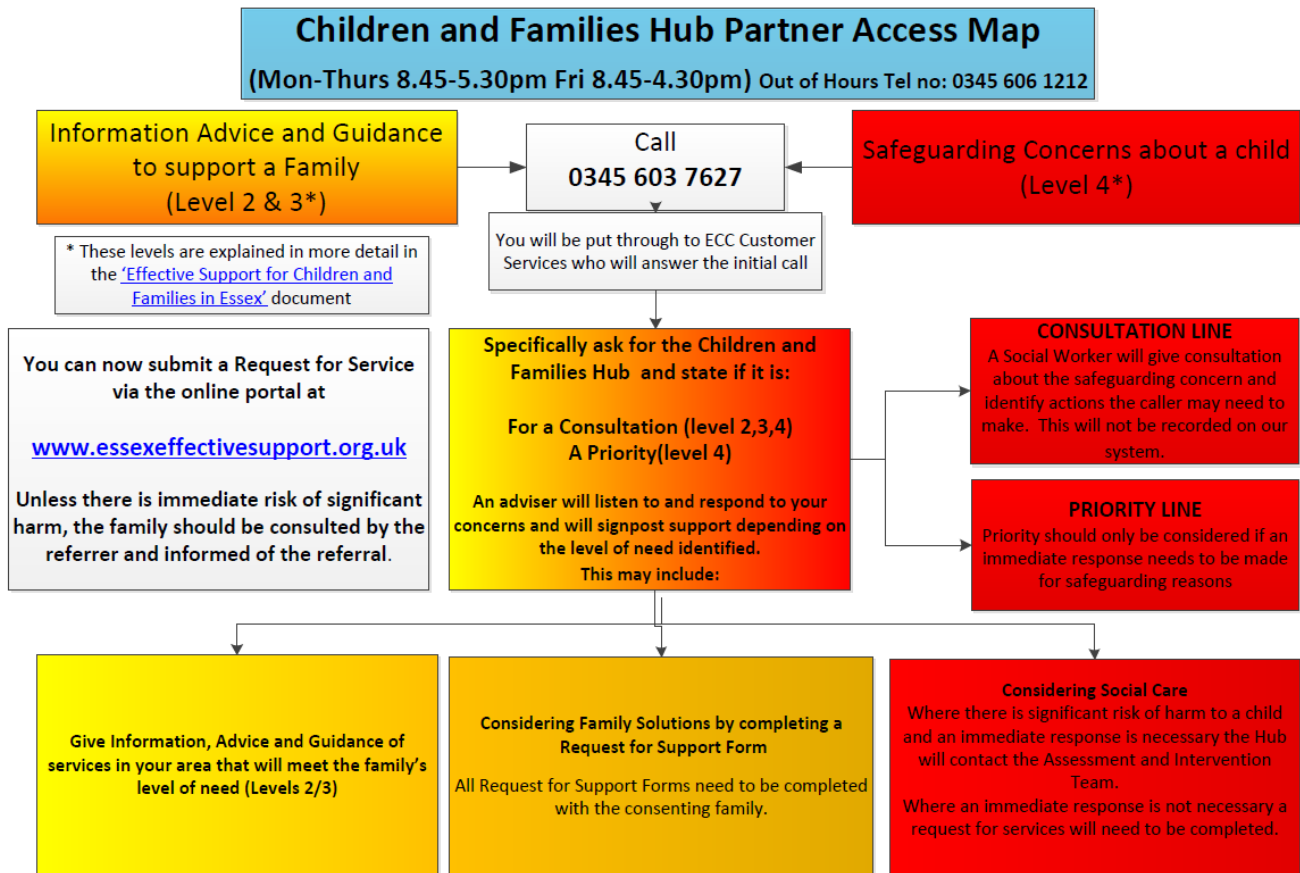 Children and Families Hub Partner Access Map
(Mon-Thurs 8.45-5.30pm Fri 8.45-4.30pm) Out of Hours Tel no: 0345 606 1212
Information Advice and Guidance
to support a Family
(Level 2 & 3*)
Call
0345 603 7627
Safeguarding Concerns about a child
(Level 4*)
* These levels are explained in more detail in
the 'Effective Support for Children and
Families in Essex' document
You will be put through to ECC Customer
Services who will answer the initial call
You can now submit a Request for Service
via the online portal at
www.essexeffectivesupport.org.uk
Unless there is immediate risk of significant
harm, the family should be consulted by the
referrer and informed of the referral.
Specifically ask for the Children and
Families Hub and state if it is:
For a Consultation (level 2,3,4)
A Priority(level 4)
An adviser will listen to and respond to your
concerns and will signpost support depending on
the level of need identified.
This may include:
CONSULTATION LINE
A Social Worker will give consultation
about the safeguarding concern and
identify actions the caller may need to
make. This will not be recorded on our
system.
PRIORITY LINE
Priority should only be considered if an
immediate response needs to be made
for safeguarding reasons
Give Information, Advice and Guidance of
services in your area that will meet the family's
level of need (Levels 2/3)
Considering Family Solutions by completing a
Request for Support Form
All Request for Support Forms need to be completed
with the consenting family.
Considering Social Care
Where there is significant risk of harm to a child
and an immediate response is necessary the Hub
will contact the Assessment and Intervention
Team.
Where an immediate response is not necessary a
request for services will need to be completed.